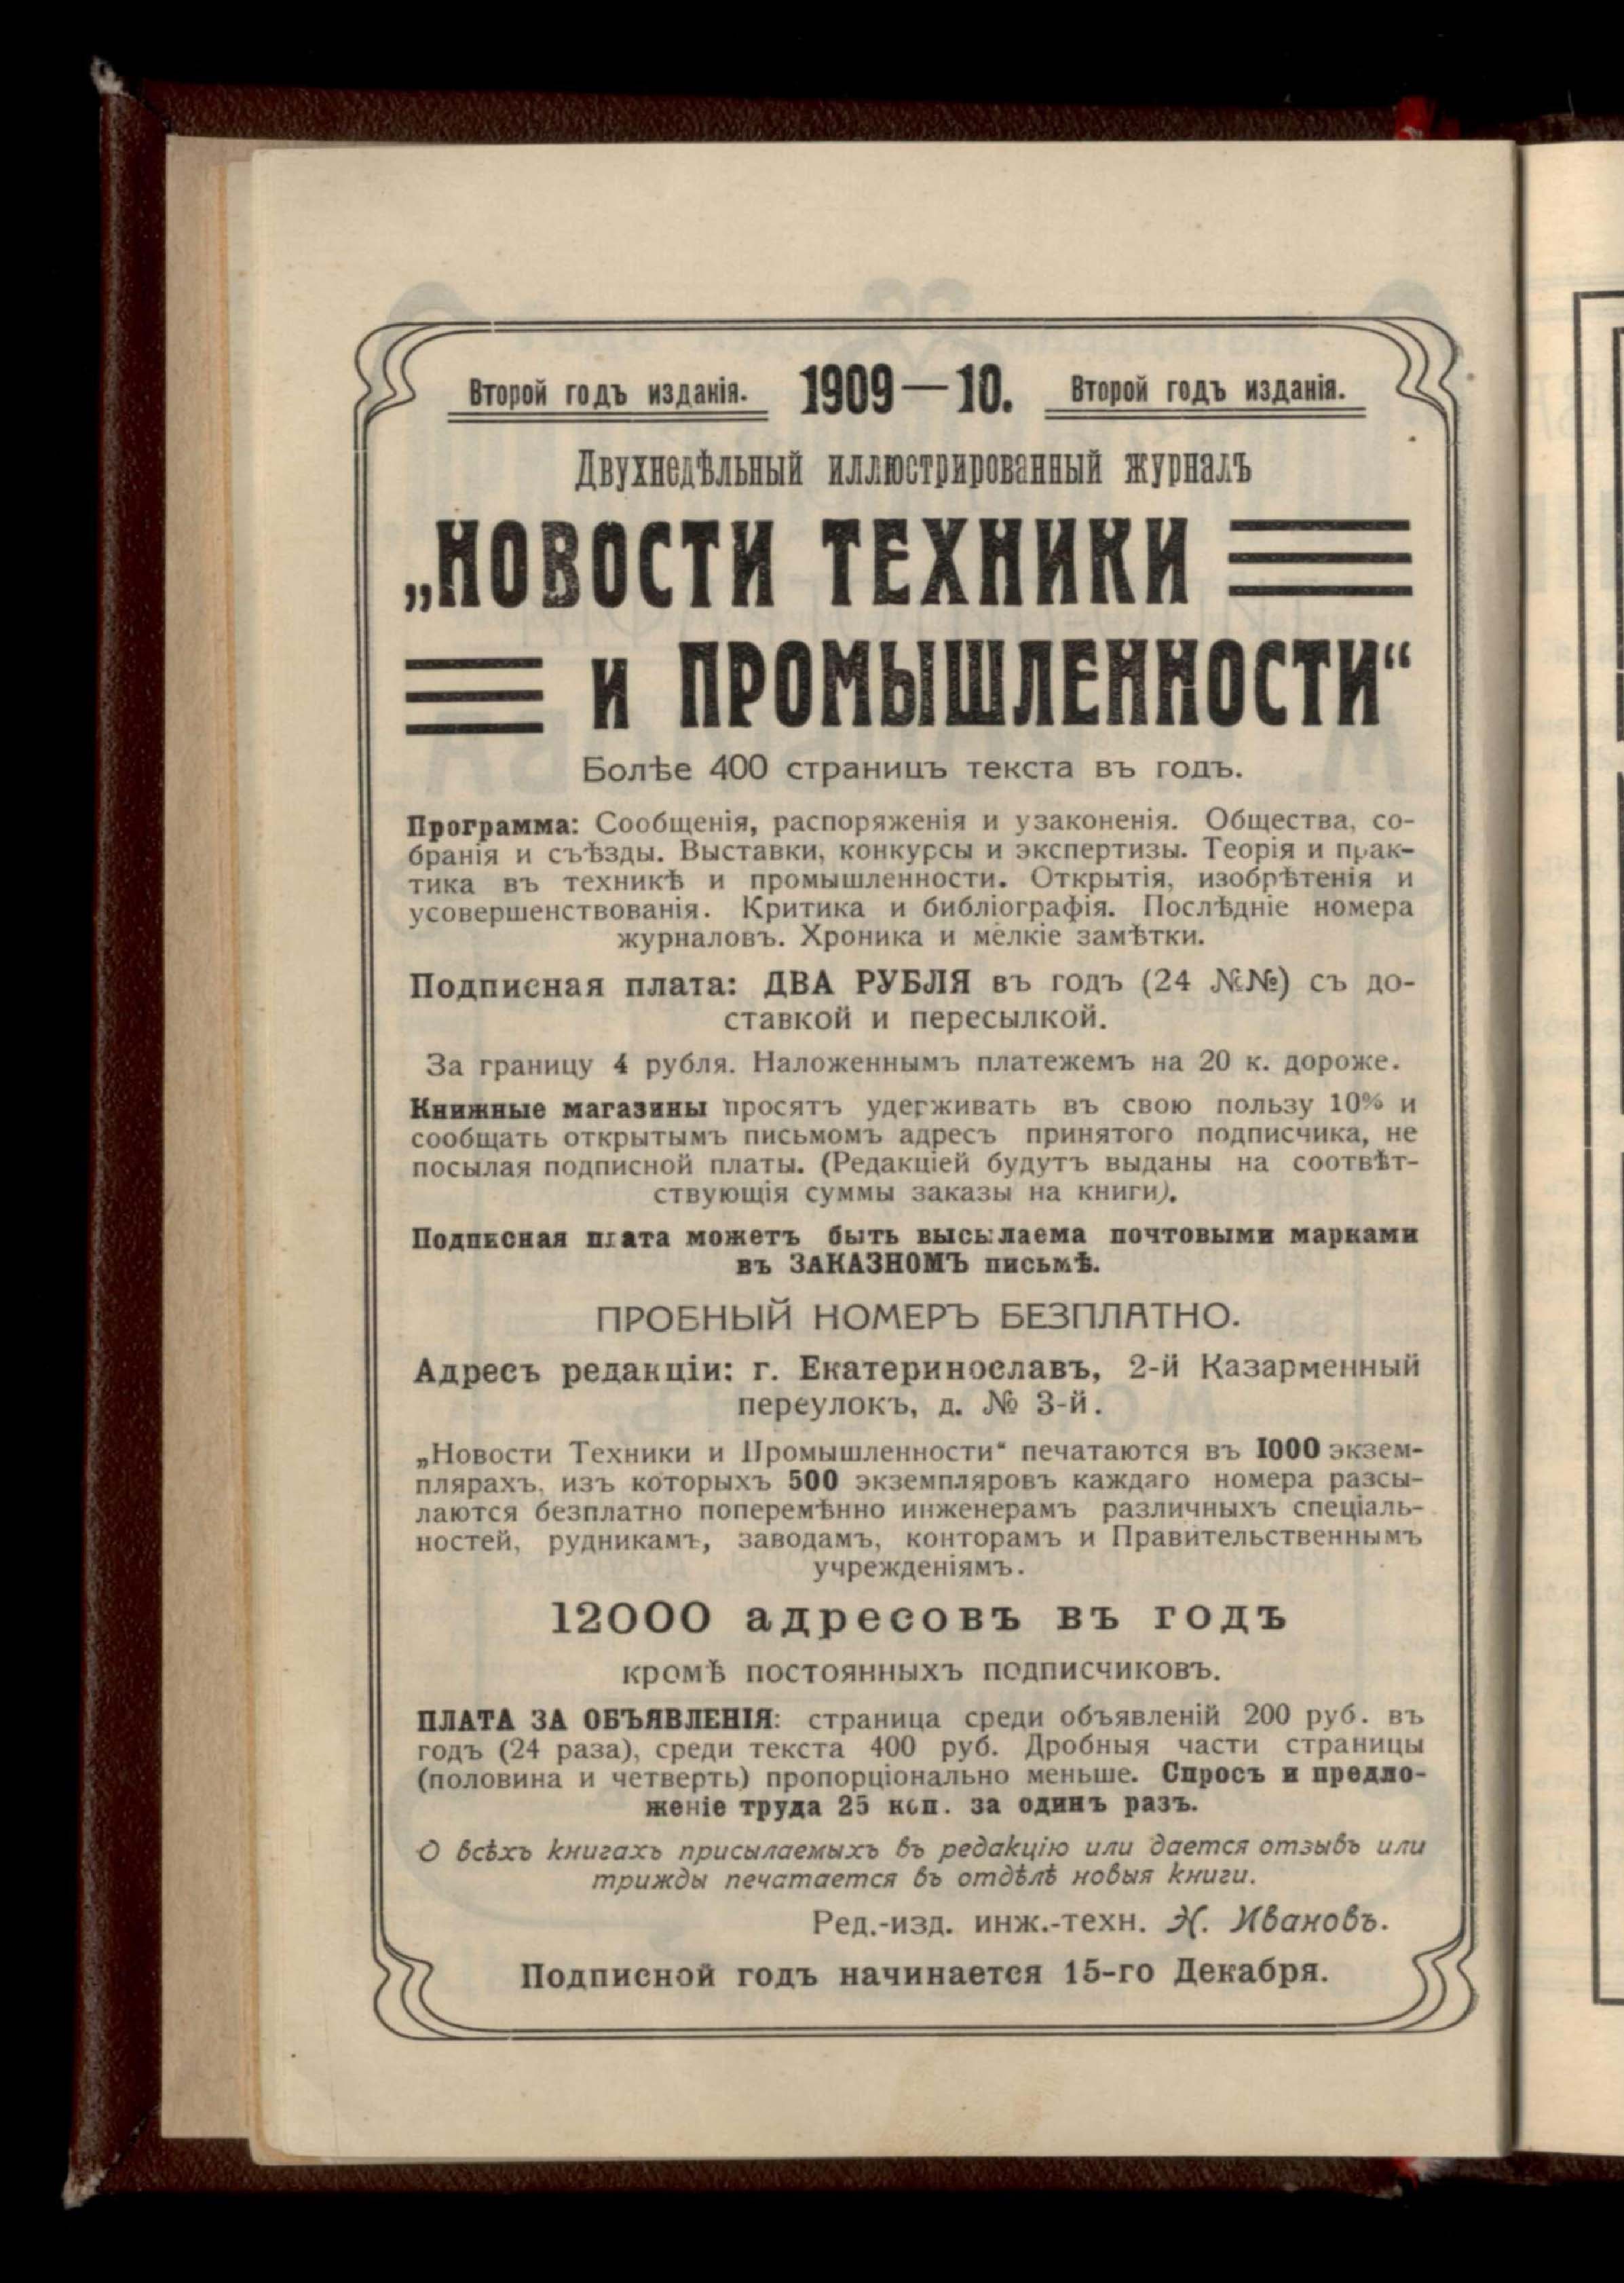 Второй годъ изданія. 1909—10. Второй годъ изданія.
Двухнедѣльный иллюстрированный журналъ
„НОВОСТИ ТЕХНИКИ
и ПРОМЫШЛЕННОСТИ“
Болѣе 400 страницъ текста въ годъ.
Программа: Сообщенія, распоряженія и узаконенія. Общества, со-
бранія и съѣзды. Выставки, конкурсы и экспертизы. Теорія и прак-
тика въ техникѣ и промышленности. Открытія, изобрѣтенія и
усовершенствованія. Критика и библіографія. Послѣдніе номера
журналовъ. Хроника и мелкіе замѣтки.
Подписная плата: ДВА РУБЛЯ въ годъ (24 №№) съ до-
ставкой и пересылкой.
За границу 4 рубля. Наложеннымъ платежемъ на 20 к. дороже.
Книжные магазины просятъ удерживать въ свою пользу 10% и
сообщать открытымъ письмомъ адресъ принятого подписчика, не
посылая подписной платы. (Редакціей будутъ выданы на соотвѣт-
ствующія суммы заказы на книги).
Подписная плата можетъ быть высылаема почтовыми марками
въ ЗАКАЗНОМЪ письмѣ.
ПРОБНЫЙ НОМЕРЪ БЕЗПЛАТНО.
Адресъ редакціи: г. Екатеринославъ, 2-й Казарменный
переулокъ, д. № 3-й.
„Новости Техники и Промышленности“ печатаются въ 1000 экзем-
плярахъ, изъ которыхъ 500 экземпляровъ каждаго номера разсы-
лаются безплатно поперемѣнно инженерамъ различныхъ спеціаль-
ностей, рудникамъ, заводамъ, конторамъ и Правительственнымъ
учрежденіямъ.
12000 адресовъ въ годъ
кромѣ постоянныхъ подписчиковъ.
ПЛАТА ЗА ОБЪЯВЛЕНІЯ: страница среди объявленій 200 руб. въ
годъ (24 раза), среди текста 400 руб. Дробныя части страницы
(половина и четверть) пропорціонально меньше. Спросъ и предло-
женіе труда 25 коп. за одинъ разъ.
О всѣхъ книгахъ присылаемыхъ въ редакцію или дается отзывъ или
трижды печатается въ отдѣлѣ новыя книги.
Ред.-изд. инж.-техн. Н. Ивановъ.
Подписной годъ начинается 15-го Декабря.